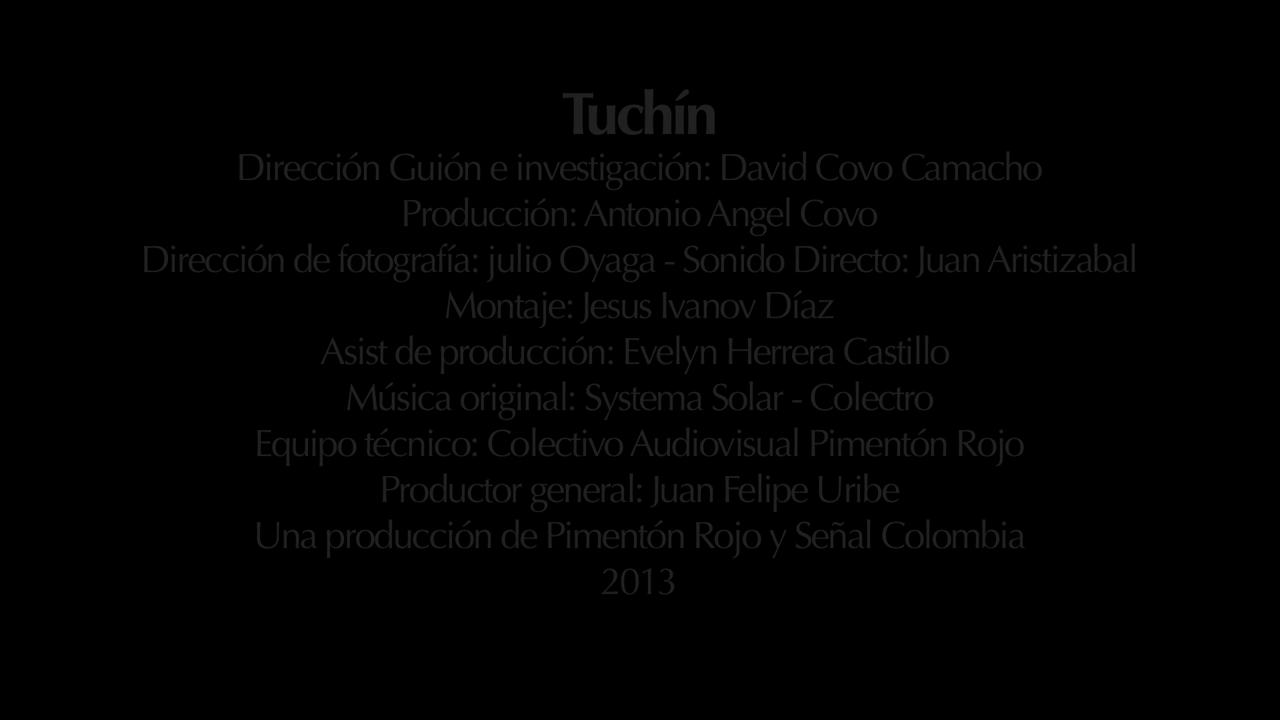 Tuchín
Dirección Guión e investigación: David Covo Camacho
Producción: Antonio Angel Covo
Dirección de fotografía: julio Oyaga - Sonido Directo: Juan Aristizabal
Montaje: Jesus Ivanov Díaz
Asist de producción: Evelyn Herrera Castillo
Música original: Systema Solar - Colectro
Equipo técnico: Colectivo Audiovisual Pimentón Rojo
Productor general: Juan Felipe Uribe
Una producción de Pimentón Rojo y Señal Colombia
2013